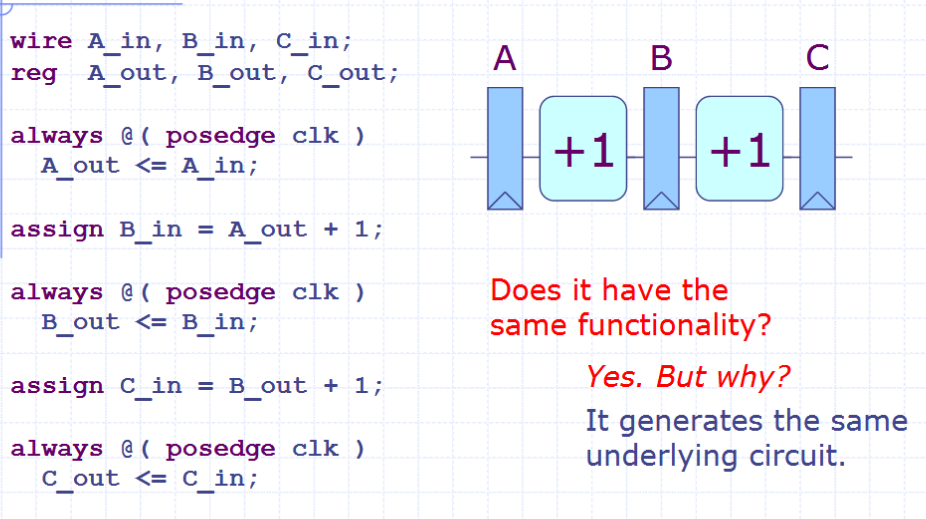 wire A_in, B_in, C_in;
reg A_out, B_out, C_out;
always @( posedge clk )
A_out <= A_in;
assign B_in = A_out + 1;
always @( posedge clk )
B_out <= B_in;
assign C_in = B_out + 1;
always @( posedge clk )
C_out <= C_in;
A B C
+1 +1
Does it have the
same functionality?
Yes. But why?
It generates the same
underlying circuit.